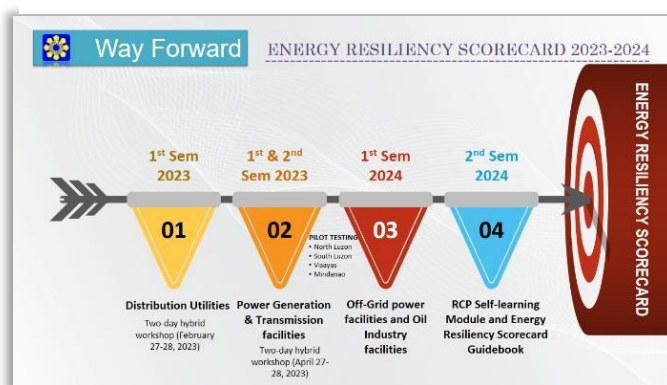 Way Forward
ENERGY RESILIENCY SCORECARD 2023-2024
1st Sem
2023
1st & 2nd
Sem 2023
1st Sem
2024
2nd Sem
2024
01
02
03
04
PILOT TESTING
• North Luzon
• South Luzon
• Visayas
• Mindanao
Distribution Utilities
Two-day hybrid
workshop (February
27-28, 2023)
Power Generation
& Transmission
facilities
Two-day hybrid
workshop (April 27-
28, 2023)
Off-Grid power
facilities and Oil
Industry
facilities
RCP Self-learning
Module and Energy
Resiliency Scorecard
Guidebook
ENERGY RESILIENCY SCORECARD